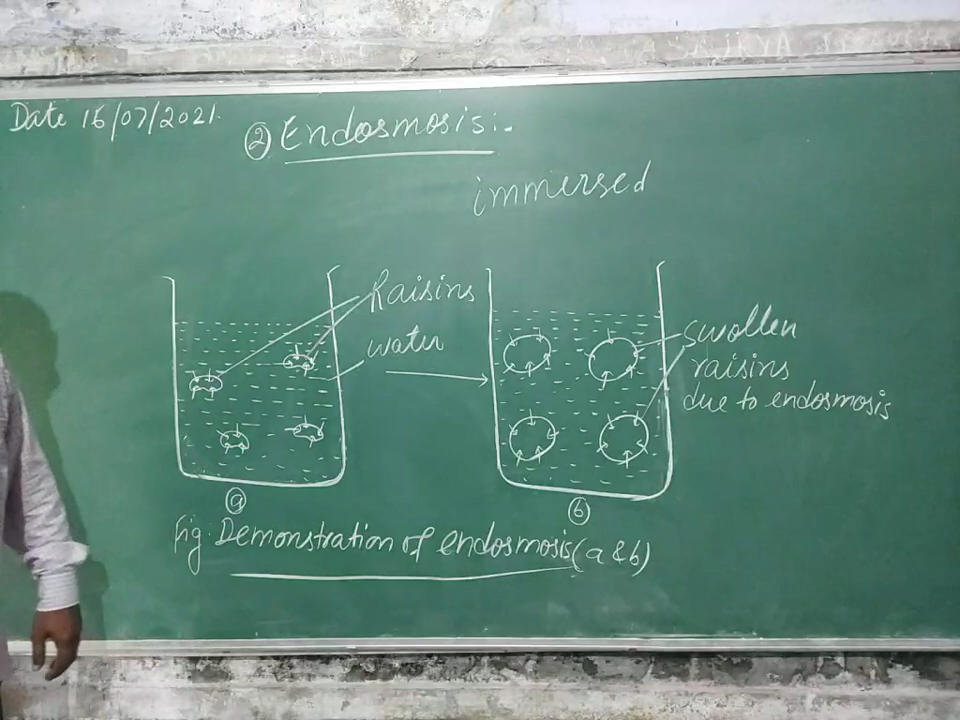 Date 16/07/2021.
② Endosmosis:-
immersed
Raisins
water
swollen
raisins
due to endosmosis
ⓐ
ⓑ
Fig. Demonstration of endosmosis (a & b)